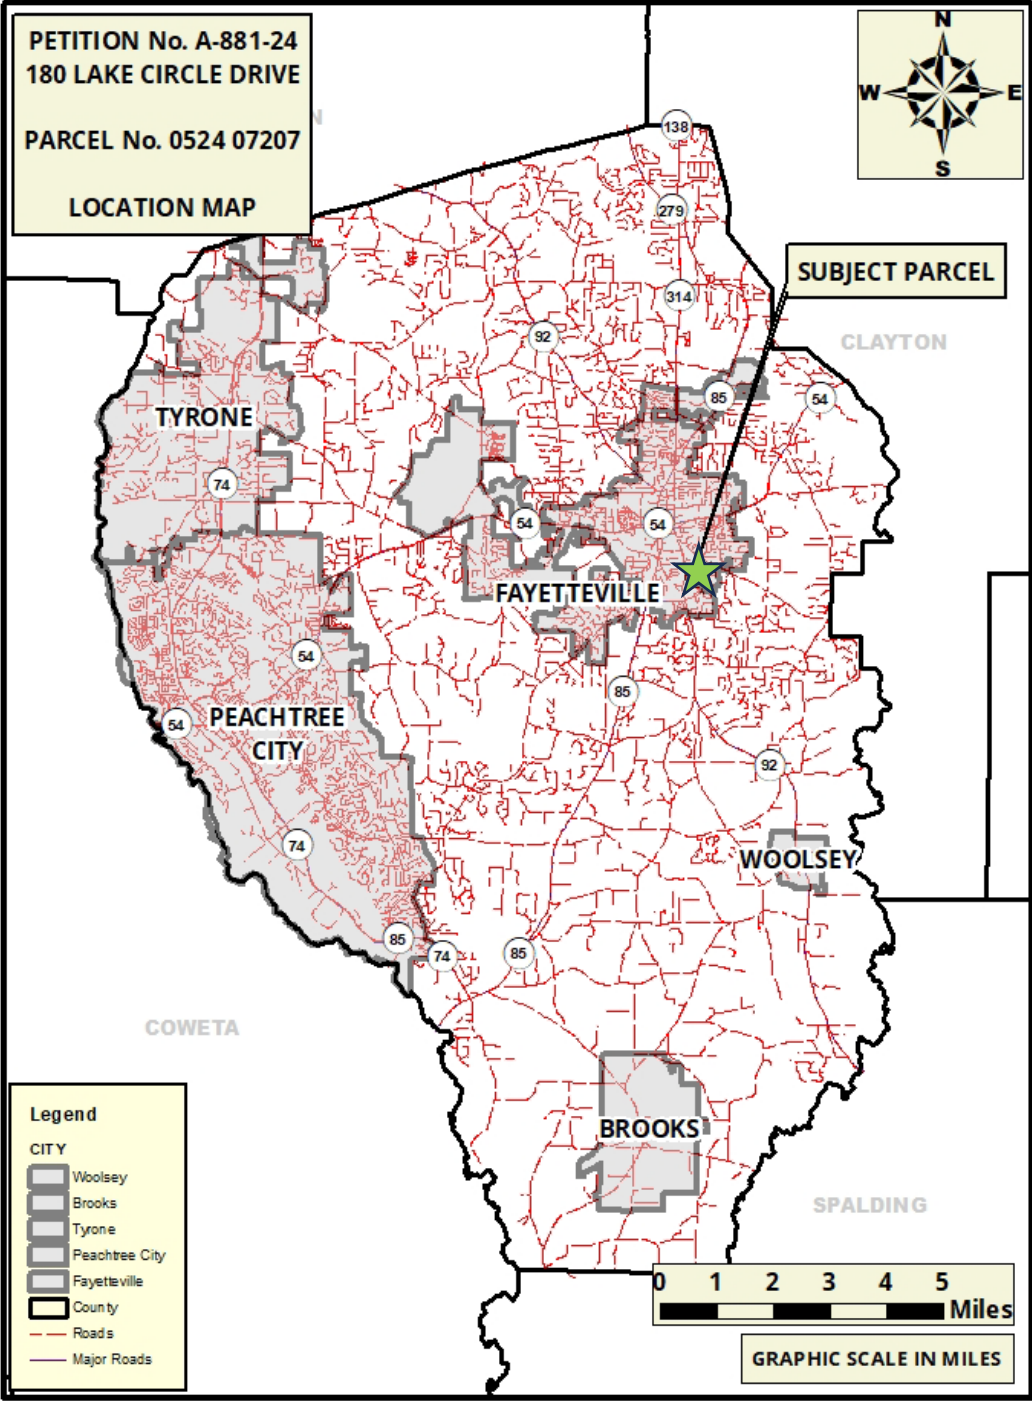 PETITION No. A-881-24
180 LAKE CIRCLE DRIVE
PARCEL No. 0524 07207
LOCATION MAP
N
W
E
S
N
138
279
SUBJECT PARCEL
314
92
CLAYTON
85
54
TYRONE
74
54
54
FAYETTEVILLE
54
85
54
PEACHTREE
CITY
92
74
WOOLSEY
85
74
85
COWETA
BROOKS
SPALDING
Legend
CITY
Woolsey
Brooks
Tyrone
Peachtree City
Fayetteville
County
Roads
Major Roads
0 1 2 3 4 5
Miles
GRAPHIC SCALE IN MILES